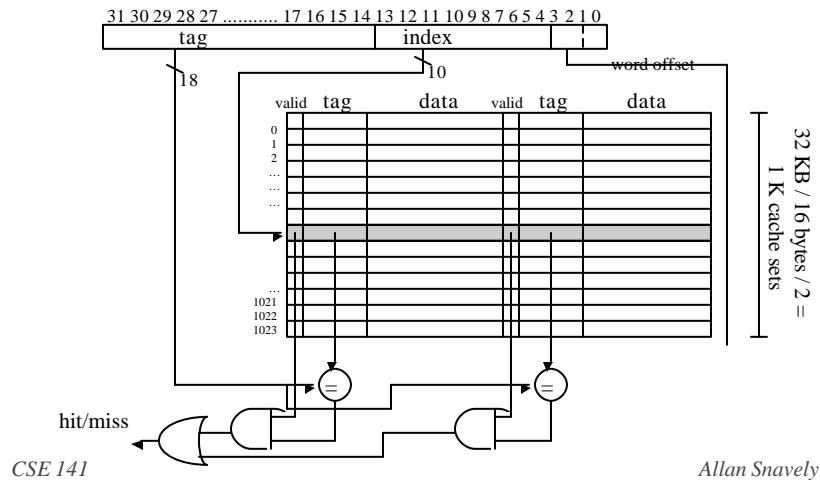 31 30 29 28 27 ........... 17 16 15 14 13 12 11 10 9 8 7 6 5 4 3 2 1 0
tag index
18
10
word offset
valid tag data valid tag data
0
1
2
...
...
...
...
1021
1022
1023
32 KB / 16 bytes / 2 =
1 K cache sets
= =
hit/miss
CSE 141 Allan Snavely